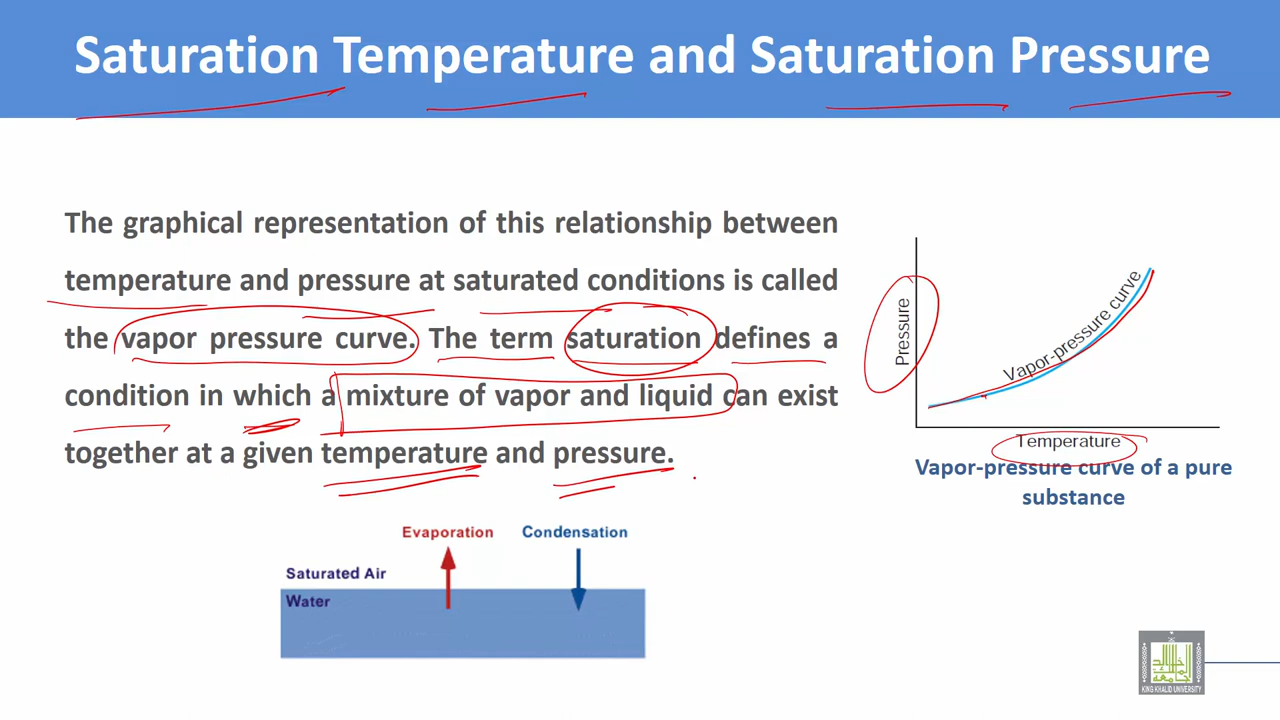 Saturation Temperature and Saturation Pressure
The graphical representation of this relationship between
temperature and pressure at saturated conditions is called
the vapor pressure curve. The term saturation defines a
condition in which a mixture of vapor and liquid can exist
together at a given temperature and pressure.
Pressure
Vapor-pressure curve
Temperature
Vapor-pressure curve of a pure
substance
Evaporation
Condensation
Saturated Air
Water
KING KHALID UNIVERSITY